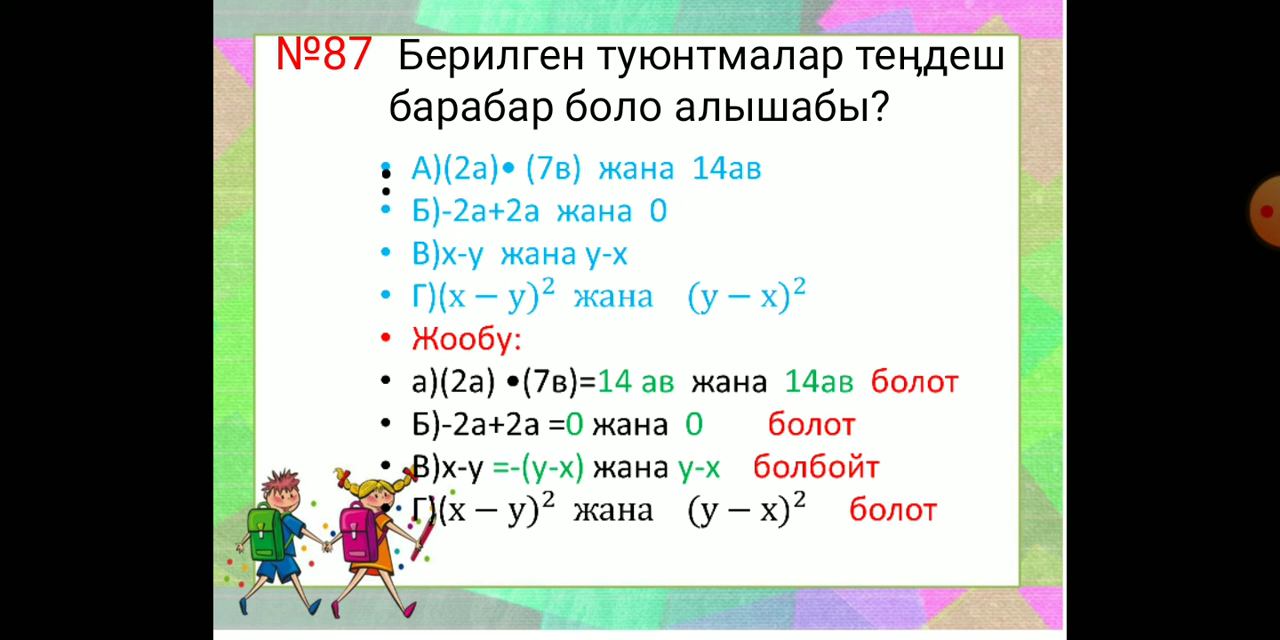 №87 Берилген туюнтмалар теңдеш
барабар боло алышабы?
• А)(2а)• (7в) жана 14ав
• Б)-2а+2а жана 0
• В)х-у жана у-х
• Г)(х − у)² жана (у − х)²
• Жообу:
• а)(2а) •(7в)=14 ав жана 14ав болот
• Б)-2а+2а =0 жана 0 болот
• В)х-у =-(у-х) жана у-х болбойт
• Г)(х − у)² жана (у − х)² болот